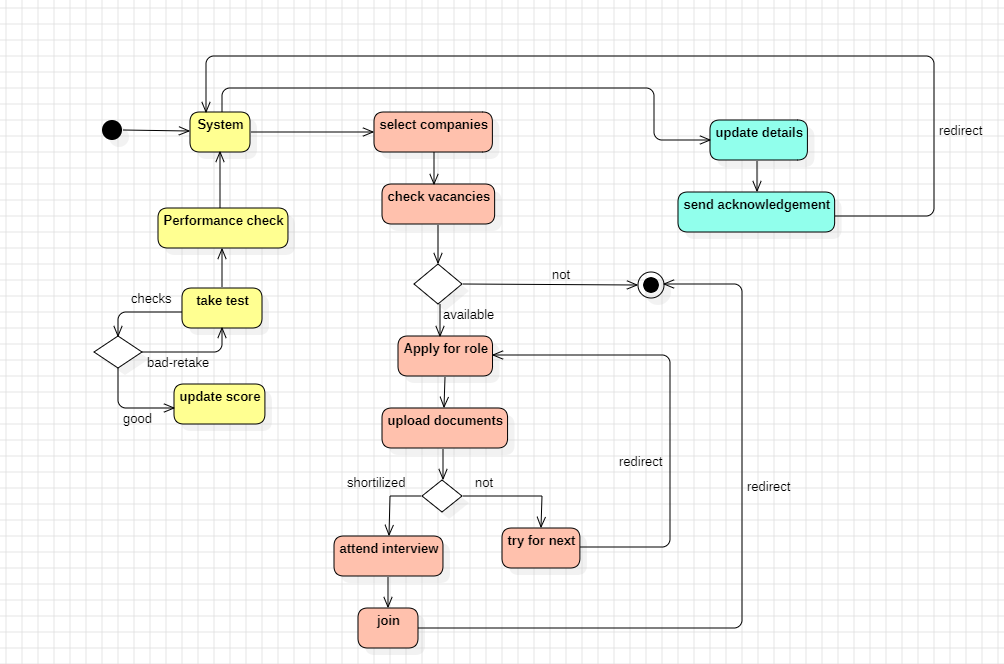 System
select companies
update details
redirect
check vacancies
send acknowledgement
Performance check
not
checks
take test
available
Apply for role
bad-retake
update score
good
upload documents
redirect
shortilized
not
redirect
try for next
attend interview
join